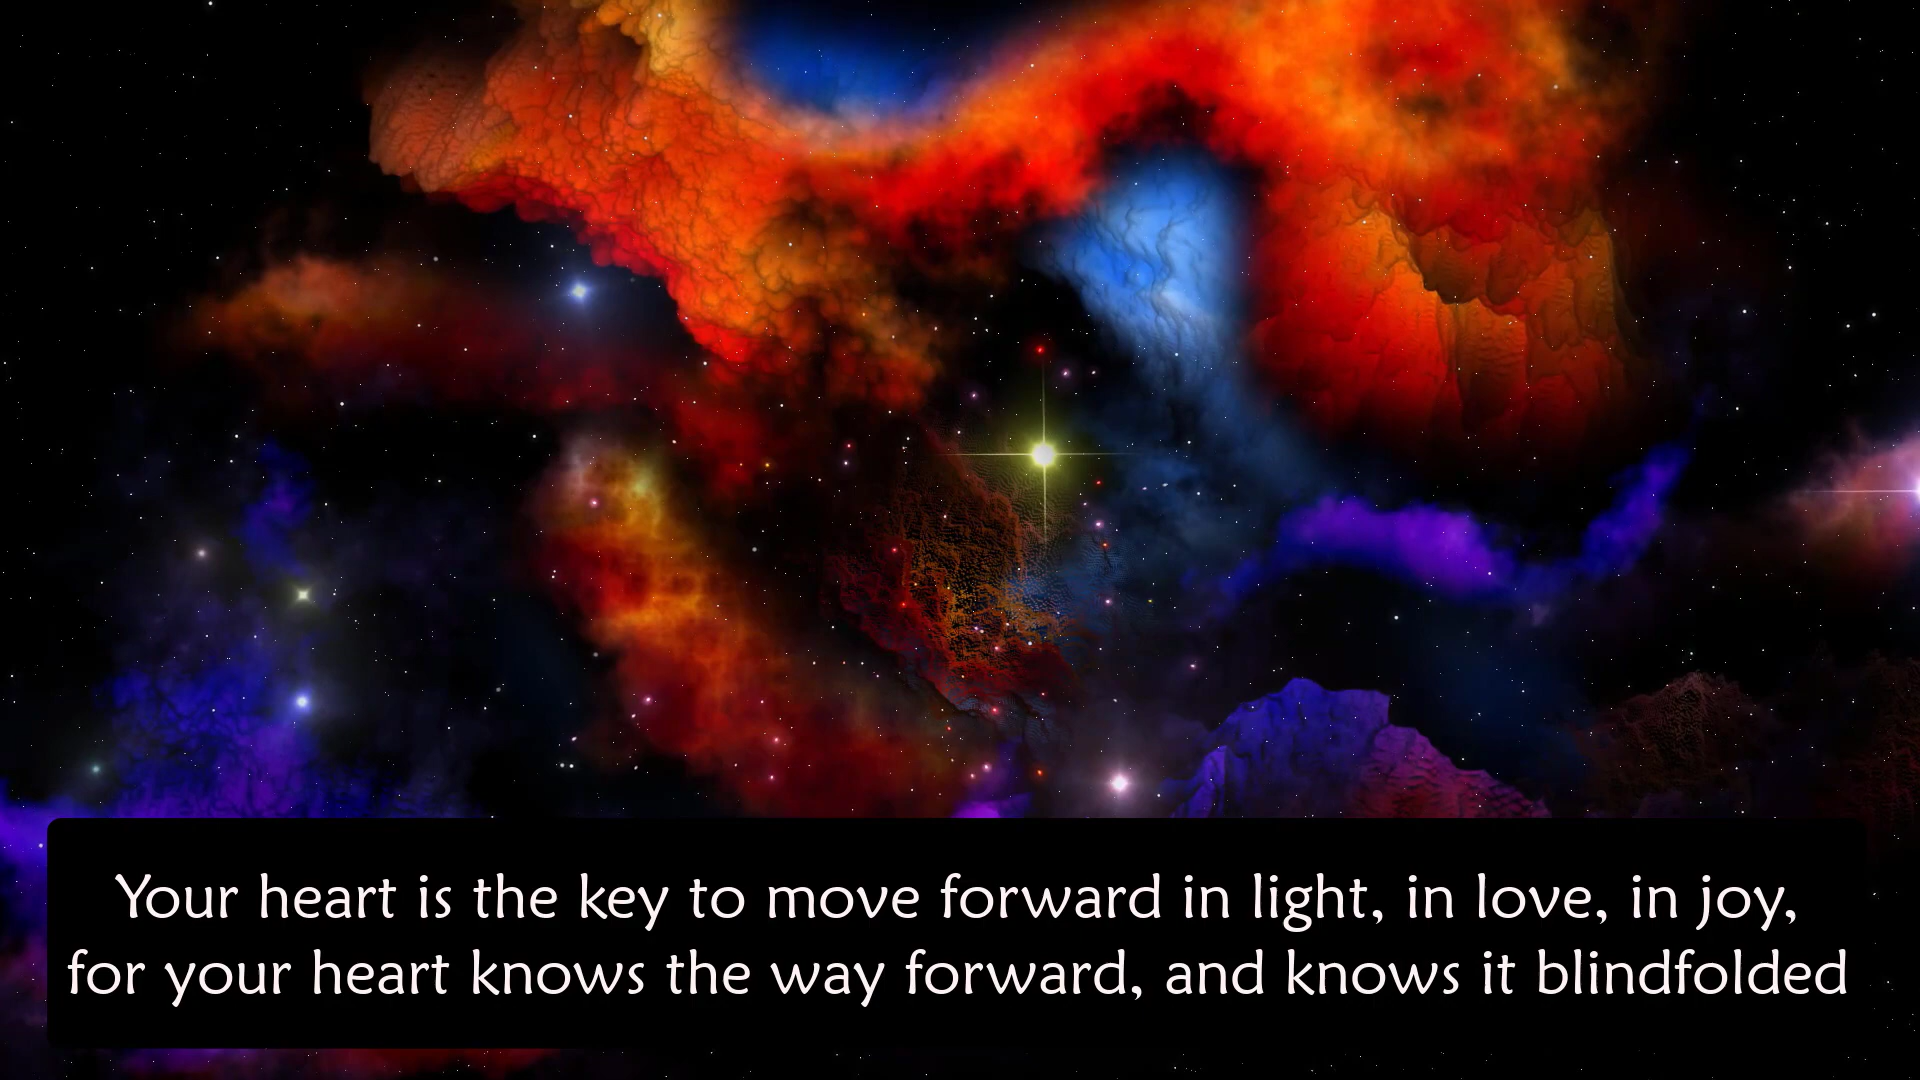 Your heart is the key to move forward in light, in love, in joy,
for your heart knows the way forward, and knows it blindfolded